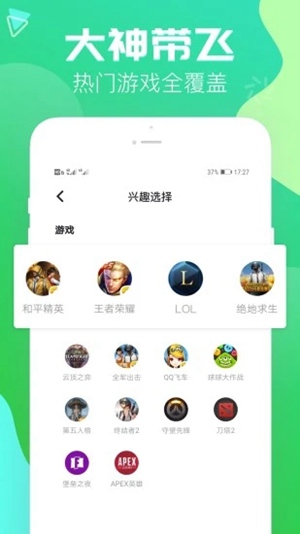 大神带飞
热门游戏全覆盖
37% 17:27
兴趣选择
游戏
和平精英 王者荣耀 LOL 绝地求生
云顶之弈 全军出击 QQ飞车 球球大作战
第五人格 终结者2 守望先锋 刀塔2
堡垒之夜 APEX英雄